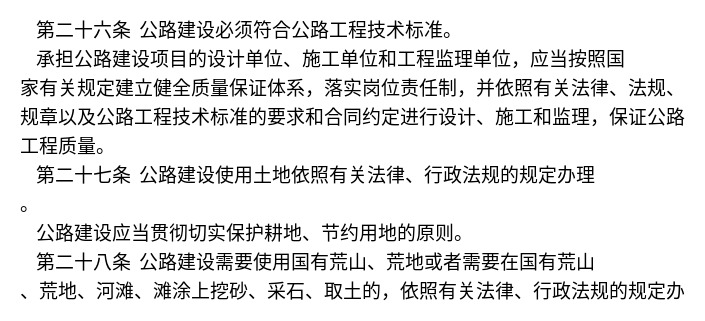 第二十六条 公路建设必须符合公路工程技术标准。
承担公路建设项目的设计单位、施工单位和工程监理单位，应当按照国
家有关规定建立健全质量保证体系，落实岗位责任制，并依照有关法律、法规、
规章以及公路工程技术标准的要求和合同约定进行设计、施工和监理，保证公路
工程质量。
第二十七条 公路建设使用土地依照有关法律、行政法规的规定办理
。
公路建设应当贯彻切实保护耕地、节约用地的原则。
第二十八条 公路建设需要使用国有荒山、荒地或者需要在国有荒山
、荒地、河滩、滩涂上挖砂、采石、取土的，依照有关法律、行政法规的规定办